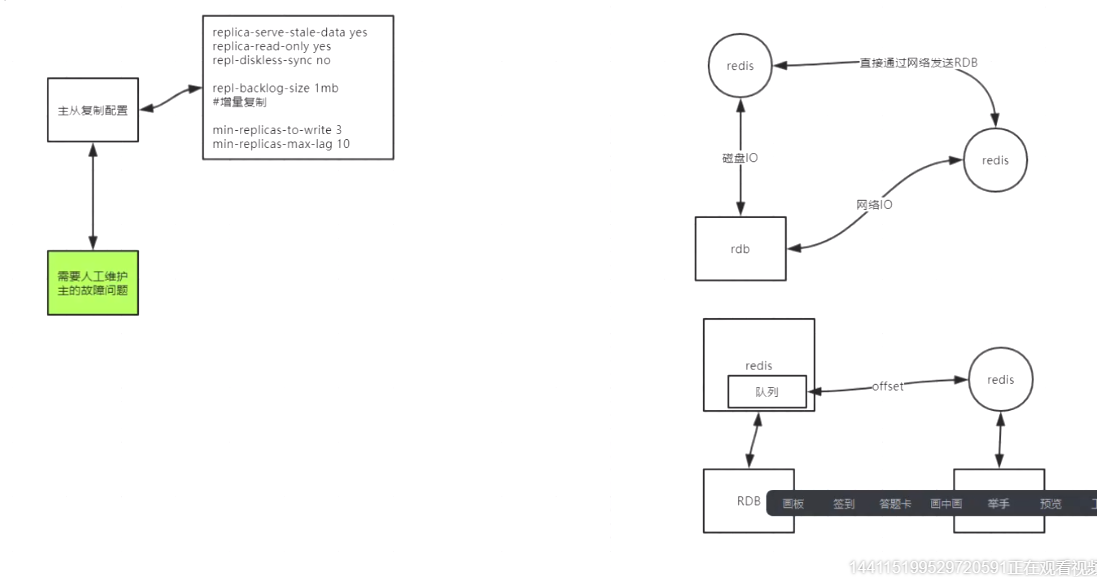 replica-serve-stale-data yes
replica-read-only yes
repl-diskless-sync no
repl-backlog-size 1mb
#增量复制
min-replicas-to-write 3
min-replicas-max-lag 10
主从复制配置
需要人工维护
主的故障问题
redis
直接通过网络发送RDB
redis
磁盘IO
网络IO
rdb
redis
队列
offset
redis
RDB
画板
签到
答题卡
画中画
举手
预览
144115199529720591正在观看视频